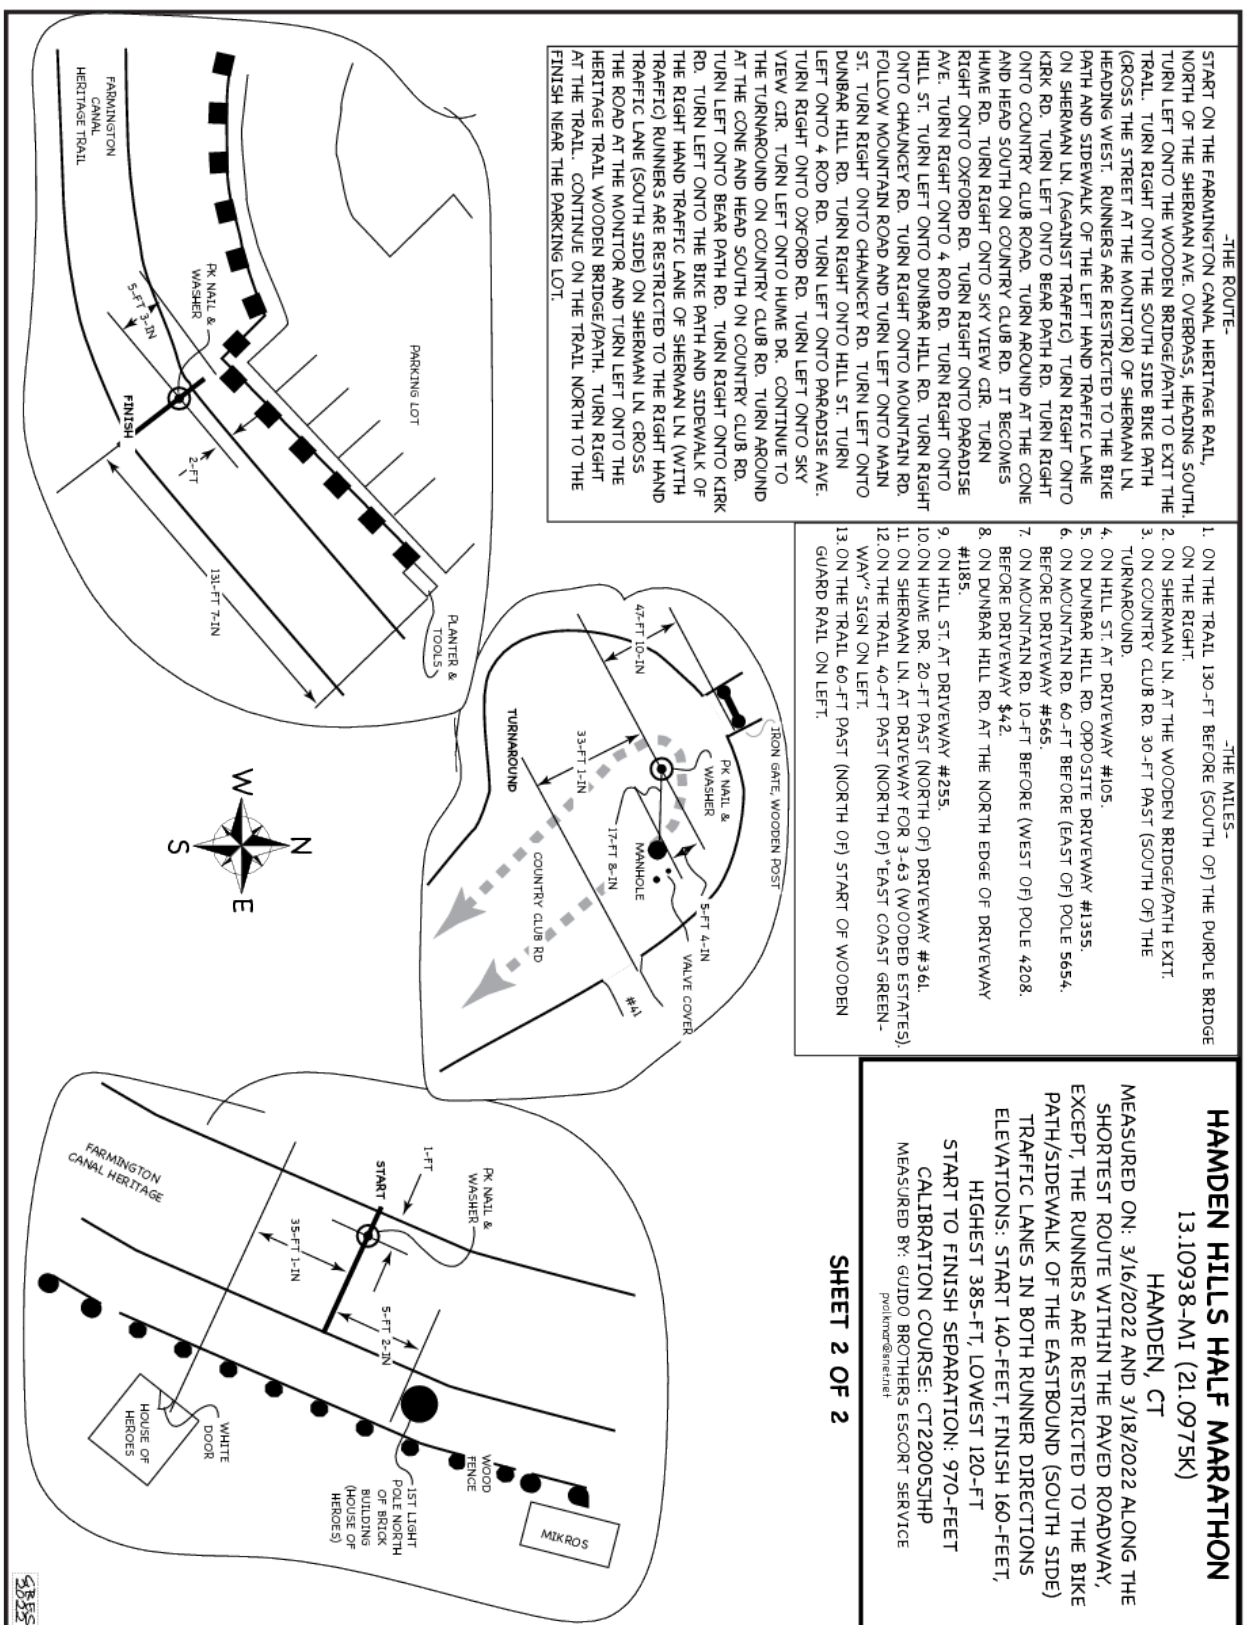 -THE ROUTE-
START ON THE FARMINGTON CANAL HERITAGE RAIL,
NORTH OF THE SHERMAN AVE. OVERPASS, HEADING SOUTH.
TURN LEFT ONTO THE WOODEN BRIDGE/PATH TO EXIT THE
TRAIL. TURN RIGHT ONTO THE SOUTH SIDE BIKE PATH
(CROSS THE STREET AT THE MONITOR) OF SHERMAN LN.
HEADING WEST. RUNNERS ARE RESTRICTED TO THE BIKE
PATH AND SIDEWALK OF THE LEFT HAND TRAFFIC LANE
ON SHERMAN LN. (AGAINST TRAFFIC) TURN RIGHT ONTO
KIRK RD. TURN LEFT ONTO BEAR PATH RD. TURN RIGHT
ONTO COUNTRY CLUB ROAD. TURN AROUND AT THE CONE
AND HEAD SOUTH ON COUNTRY CLUB RD. IT BECOMES
HUME RD. TURN RIGHT ONTO SKY VIEW CIR. TURN
RIGHT ONTO OXFORD RD. TURN RIGHT ONTO PARADISE
AVE. TURN RIGHT ONTO 4 ROD RD. TURN RIGHT ONTO
HILL ST. TURN LEFT ONTO DUNBAR HILL RD. TURN RIGHT
ONTO CHAUNCEY RD. TURN RIGHT ONTO MOUNTAIN RD.
FOLLOW MOUNTAIN ROAD AND TURN LEFT ONTO MAIN
ST. TURN RIGHT ONTO CHAUNCEY RD. TURN LEFT ONTO
DUNBAR HILL RD. TURN RIGHT ONTO HILL ST. TURN
LEFT ONTO 4 ROD RD. TURN LEFT ONTO PARADISE AVE.
TURN RIGHT ONTO OXFORD RD. TURN LEFT ONTO SKY
VIEW CIR. TURN LEFT ONTO HUME DR. CONTINUE TO
THE TURNAROUND ON COUNTRY CLUB RD. TURN AROUND
AT THE CONE AND HEAD SOUTH ON COUNTRY CLUB RD.
TURN LEFT ONTO BEAR PATH RD. TURN RIGHT ONTO KIRK
RD. TURN LEFT ONTO THE BIKE PATH AND SIDEWALK OF
THE RIGHT HAND TRAFFIC LANE OF SHERMAN LN. (WITH
TRAFFIC) RUNNERS ARE RESTRICTED TO THE RIGHT HAND
TRAFFIC LANE (SOUTH SIDE) ON SHERMAN LN. CROSS
THE ROAD AT THE MONITOR AND TURN LEFT ONTO THE
HERITAGE TRAIL WOODEN BRIDGE/PATH. TURN RIGHT
AT THE TRAIL. CONTINUE ON THE TRAIL NORTH TO THE
FINISH NEAR THE PARKING LOT.
-THE MILES-
1. ON THE TRAIL 130-FT BEFORE (SOUTH OF) THE PURPLE BRIDGE
ON THE RIGHT.
2. ON SHERMAN LN. AT THE WOODEN BRIDGE/PATH EXIT.
3. ON COUNTRY CLUB RD. 30-FT PAST (SOUTH OF) THE
TURNAROUND.
4. ON HILL ST. AT DRIVEWAY #105.
5. ON DUNBAR HILL RD. OPPOSITE DRIVEWAY #1355.
6. ON MOUNTAIN RD. 60-FT BEFORE (EAST OF) POLE 5654.
BEFORE DRIVEWAY #565.
7. ON MOUNTAIN RD. 10-FT BEFORE (WEST OF) POLE 4208.
BEFORE DRIVEWAY $42.
8. ON DUNBAR HILL RD. AT THE NORTH EDGE OF DRIVEWAY
#1185.
9. ON HILL ST. AT DRIVEWAY #255.
10. ON HUME DR. 20-FT PAST (NORTH OF) DRIVEWAY #361.
11. ON SHERMAN LN. AT DRIVEWAY FOR 3-63 (WOODED ESTATES).
12. ON THE TRAIL 40-FT PAST (NORTH OF) "EAST COAST GREEN-
WAY" SIGN ON LEFT.
13. ON THE TRAIL 60-FT PAST (NORTH OF) START OF WOODEN
GUARD RAIL ON LEFT.
HAMDEN HILLS HALF MARATHON
13.10938-MI (21.0975K)
HAMDEN, CT
MEASURED ON: 3/16/2022 AND 3/18/2022 ALONG THE
SHORTEST ROUTE WITHIN THE PAVED ROADWAY,
EXCEPT, THE RUNNERS ARE RESTRICTED TO THE BIKE
PATH/SIDEWALK OF THE EASTBOUND (SOUTH SIDE)
TRAFFIC LANES IN BOTH RUNNER DIRECTIONS
ELEVATIONS: START 140-FEET, FINISH 160-FEET,
HIGHEST 385-FT, LOWEST 120-FT
START TO FINISH SEPARATION: 970-FEET
CALIBRATION COURSE: CT22005JHP
MEASURED BY: GUIDO BROTHERS ESCORT SERVICE
pvolkmar@snet.net
SHEET 2 OF 2
PARKING LOT
PLANTER &
TOOLS
PK NAIL &
WASHER
5-FT 3-IN
2-FT
FINISH
131-FT 7-IN
FARMINGTON
CANAL
HERITAGE TRAIL
IRON GATE, WOODEN POST
47-FT 10-IN
PK NAIL &
WASHER
33-FT 1-IN
17-FT 8-IN
MANHOLE
5-FT 4-IN
VALVE COVER
TURNAROUND
COUNTRY CLUB RD
#41
N
W
E
S
PK NAIL &
WASHER
1-FT
START
35-FT 1-IN
5-FT 2-IN
FARMINGTON
CANAL HERITAGE
WHITE
DOOR
HOUSE OF
HEROES
WOOD
FENCE
1ST LIGHT
POLE NORTH
OF BRICK
BUILDING
(HOUSE OF
HEROES)
MIKROS
GBES
2022